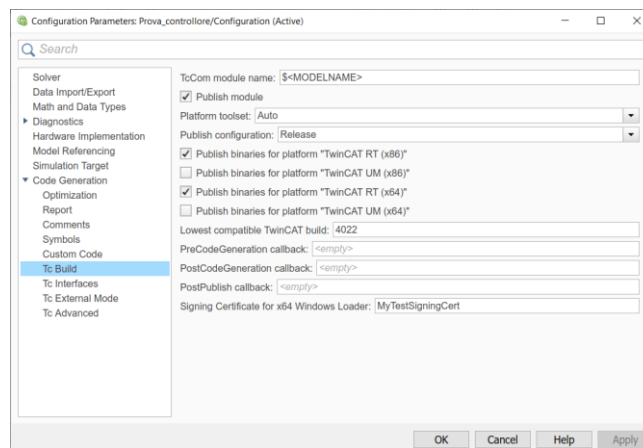 Configuration Parameters: Prova_controllore/Configuration (Active)
Search
Solver
Data Import/Export
Math and Data Types
Diagnostics
Hardware Implementation
Model Referencing
Simulation Target
Code Generation
Optimization
Report
Comments
Symbols
Custom Code
Tc Build
Tc Interfaces
Tc External Mode
Tc Advanced
TcCom module name: $<MODELNAME>
Publish module
Platform toolset: Auto
Publish configuration: Release
Publish binaries for platform "TwinCAT RT (x86)"
Publish binaries for platform "TwinCAT UM (x86)"
Publish binaries for platform "TwinCAT RT (x64)"
Publish binaries for platform "TwinCAT UM (x64)"
Lowest compatible TwinCAT build: 4022
PreCodeGeneration callback: <empty>
PostCodeGeneration callback: <empty>
PostPublish callback: <empty>
Signing Certificate for x64 Windows Loader: MyTestSigningCert
OK Cancel Help Apply